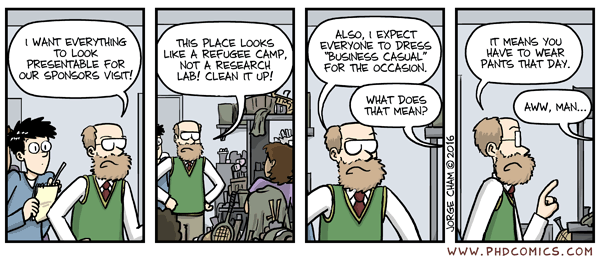 I WANT EVERYTHING
TO LOOK
PRESENTABLE FOR
OUR SPONSORS VISIT!
THIS PLACE LOOKS
LIKE A REFUGEE CAMP,
NOT A RESEARCH
LAB! CLEAN IT UP!
ALSO, I EXPECT
EVERYONE TO DRESS
"BUSINESS CASUAL"
FOR THE OCCASION.
WHAT DOES
THAT MEAN?
JORGE CHAM © 2016
IT MEANS YOU
HAVE TO WEAR
PANTS THAT DAY.
AWW, MAN...
WWW.PHDCOMICS.COM